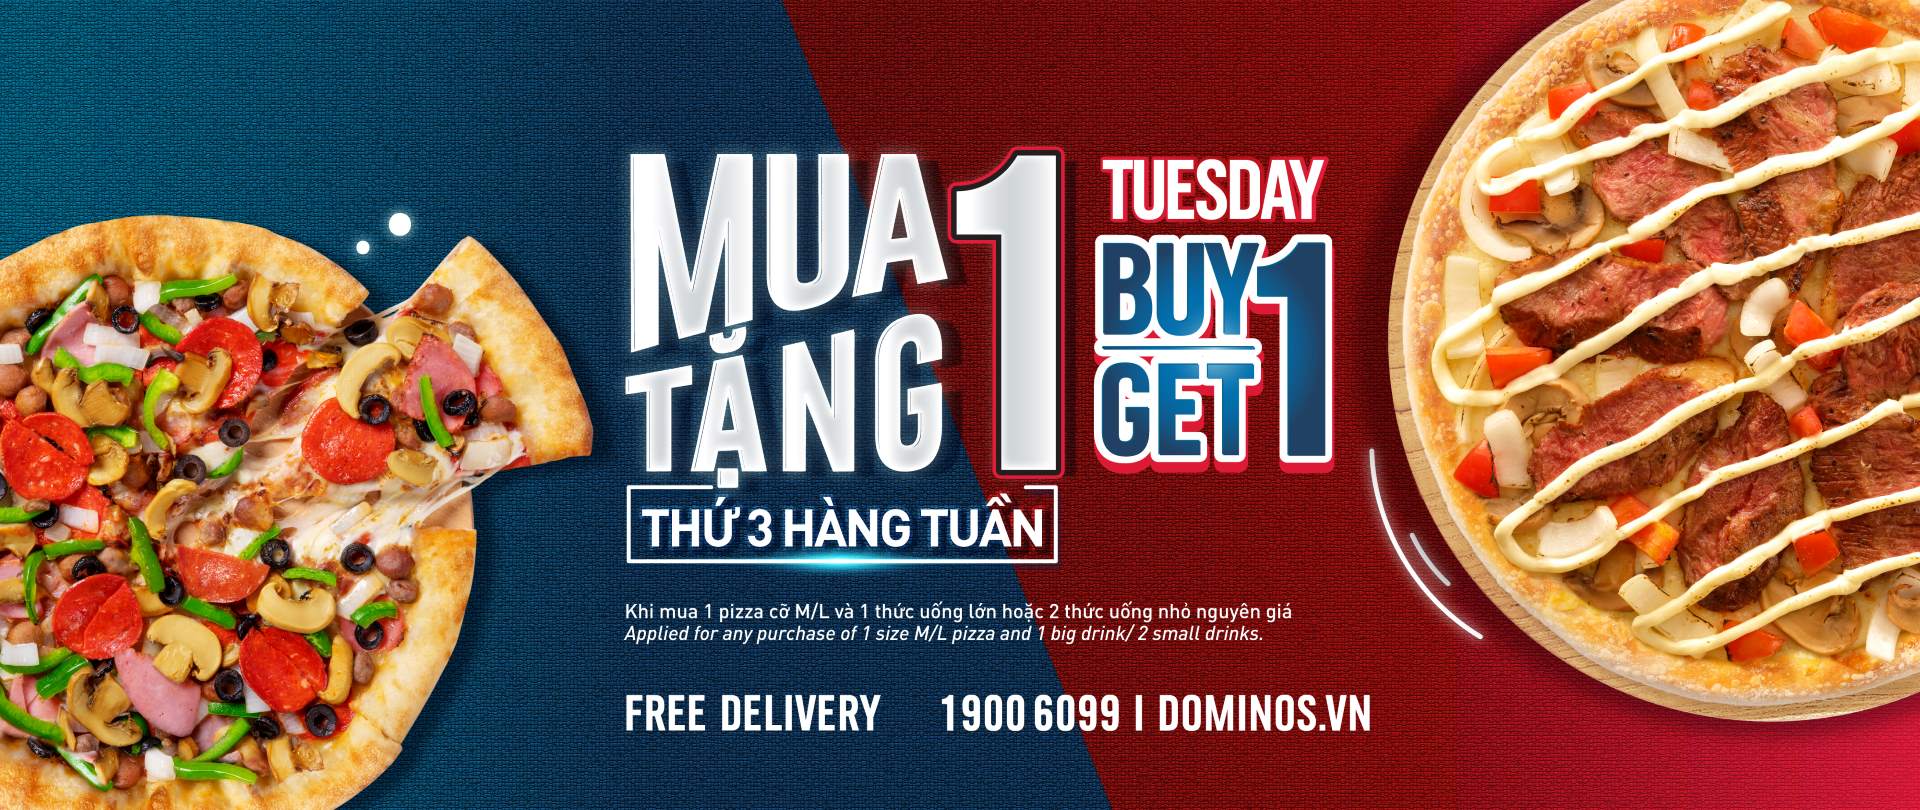 MUA 1
TẶNG 1
THỨ 3 HÀNG TUẦN
TUESDAY
BUY 1
GET 1
Khi mua 1 pizza cỡ M/L và 1 thức uống lớn hoặc 2 thức uống nhỏ nguyên giá
Applied for any purchase of 1 size M/L pizza and 1 big drink/ 2 small drinks.
FREE DELIVERY 1900 6099 | DOMINOS.VN